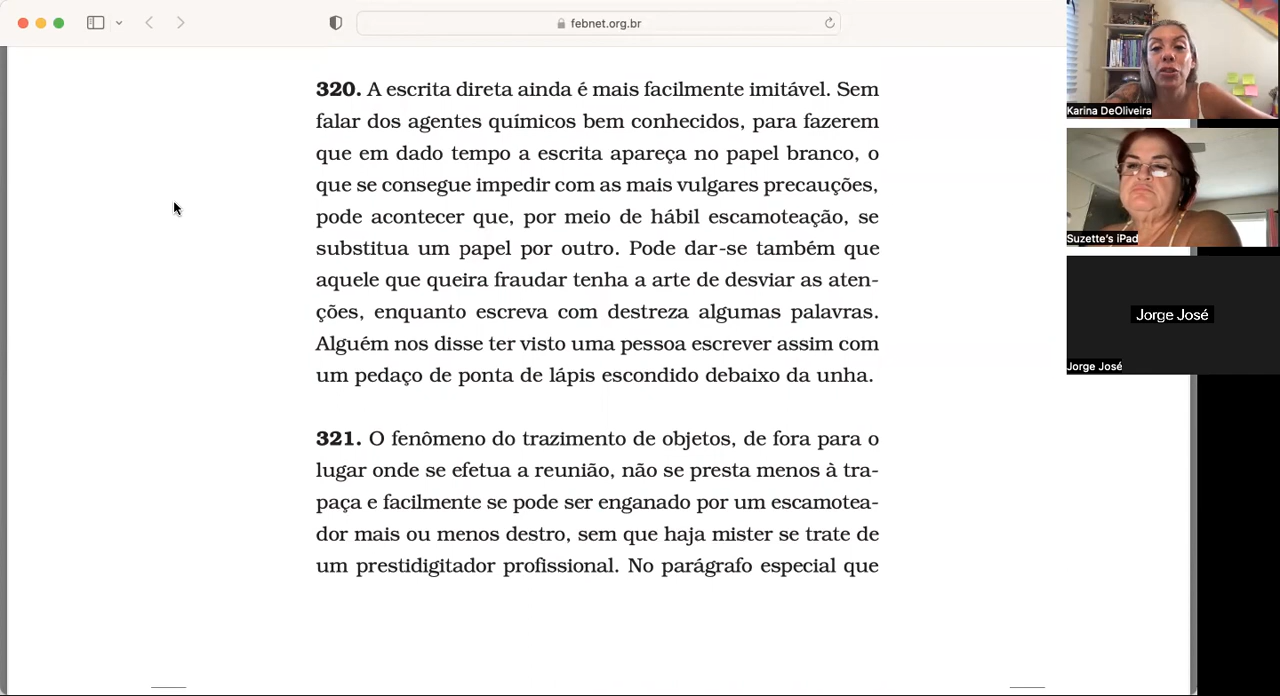 febnet.org.br
320. A escrita direta ainda é mais facilmente imitável. Sem
falar dos agentes químicos bem conhecidos, para fazerem
que em dado tempo a escrita apareça no papel branco, o
que se consegue impedir com as mais vulgares precauções,
pode acontecer que, por meio de hábil escamoteação, se
substitua um papel por outro. Pode dar-se também que
aquele que queira fraudar tenha a arte de desviar as aten-
ções, enquanto escreva com destreza algumas palavras.
Alguém nos disse ter visto uma pessoa escrever assim com
um pedaço de ponta de lápis escondido debaixo da unha.
321. O fenômeno do trazimento de objetos, de fora para o
lugar onde se efetua a reunião, não se presta menos à tra-
paça e facilmente se pode ser enganado por um escamotea-
dor mais ou menos destro, sem que haja mister se trate de
um prestidigitador profissional. No parágrafo especial que
Karina DeOliveira
Suzette's iPad
Jorge José
Jorge José